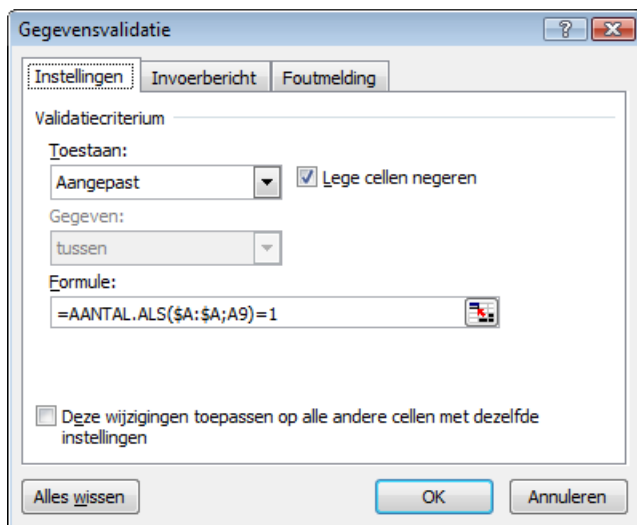 Gegevensvalidatie
Instellingen Invoerbericht Foutmelding
Validatiecriterium
Toestaan:
Aangepast Lege cellen negeren
Gegeven:
tussen
Formule:
=AANTAL.ALS($A:$A;A9)=1
Deze wijzigingen toepassen op alle andere cellen met dezelfde
instellingen
Alles wissen OK Annuleren